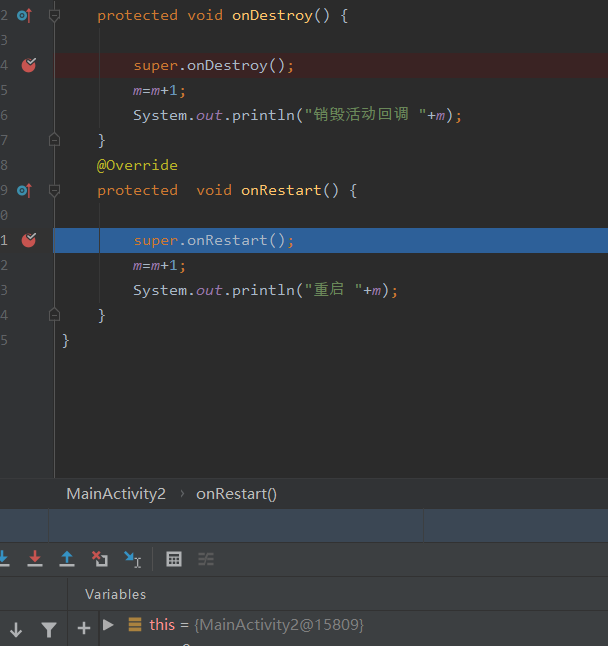 2 protected void onDestroy() {
3
4 super.onDestroy();
5 m=m+1;
6 System.out.println("销毁活动回调 "+m);
7 }
8 @Override
9 protected  void onRestart() {
0
1 super.onRestart();
2 m=m+1;
3 System.out.println("重启 "+m);
4 }
5 }
MainActivity2 › onRestart()
Variables
this = {MainActivity2@15809}